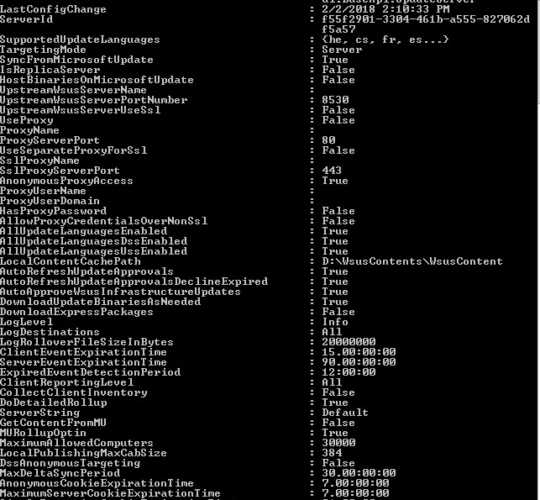 LastConfigChange : 2/2/2018 2:10:33 PM
ServerId : f55f2901-3304-461b-a555-827062d
f5a57
SupportedUpdateLanguages : {he, cs, fr, es...}
TargetingMode : Server
SyncFromMicrosoftUpdate : True
IsReplicaServer : False
HostBinariesOnMicrosoftUpdate : False
UpstreamWsusServerName :
UpstreamWsusServerPortNumber : 8530
UpstreamWsusServerUseSsl : False
UseProxy : False
ProxyName :
ProxyServerPort : 80
UseSeparateProxyForSsl : False
SslProxyName :
SslProxyServerPort : 443
AnonymousProxyAccess : True
ProxyUserName :
ProxyUserDomain :
HasProxyPassword : False
AllowProxyCredentialsOverNonSsl : False
AllUpdateLanguagesEnabled : True
AllUpdateLanguagesDssEnabled : True
AllUpdateLanguagesUssEnabled : True
LocalContentCachePath : D:\WsusContents\WsusContent
AutoRefreshUpdateApprovals : True
AutoRefreshUpdateApprovalsDeclineExpired : True
AutoApproveWsusInfrastructureUpdates : True
DownloadUpdateBinariesAsNeeded : True
DownloadExpressPackages : False
LogLevel : Info
LogDestinations : All
LogRolloverFileSizeInBytes : 20000000
ClientEventExpirationTime : 15.00:00:00
ServerEventExpirationTime : 90.00:00:00
ExpiredEventDetectionPeriod : 12:00:00
ClientReportingLevel : All
CollectClientInventory : False
DoDetailedRollup : True
ServerString : Default
GetContentFromMU : False
MURollupOptin : True
MaximumAllowedComputers : 30000
LocalPublishingMaxCabSize : 384
DssAnonymousTargeting : False
MaxDeltaSyncPeriod : 30.00:00:00
AnonymousCookieExpirationTime : 7.00:00:00
MaximumServerCookieExpirationTime : 7.00:00:00